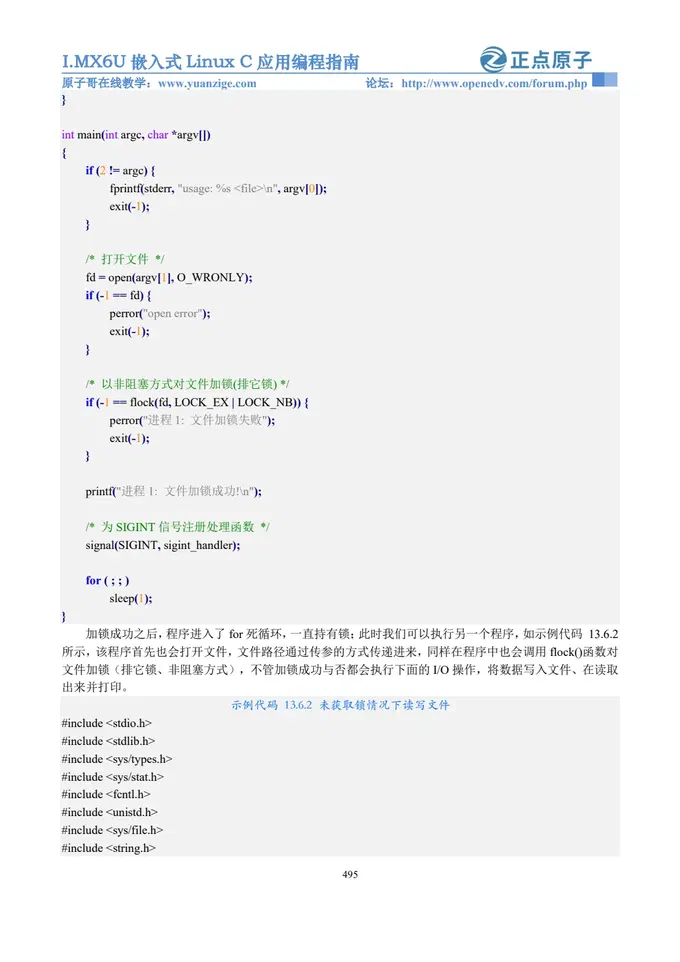 I.MX6U 嵌入式 Linux C 应用编程指南
正点原子
原子哥在线教学：www.yuanzige.com
论坛：http://www.openedv.com/forum.php
}
int main(int argc, char *argv[])
{
if (2 != argc) {
fprintf(stderr, "usage: %s <file>\n", argv[0]);
exit(-1);
}
/* 打开文件 */
fd = open(argv[1], O_WRONLY);
if (-1 == fd) {
perror("open error");
exit(-1);
}
/* 以非阻塞方式对文件加锁(排它锁) */
if (-1 == flock(fd, LOCK_EX | LOCK_NB)) {
perror("进程 1: 文件加锁失败");
exit(-1);
}
printf("进程 1: 文件加锁成功!\n");
/* 为 SIGINT 信号注册处理函数 */
signal(SIGINT, sigint_handler);
for ( ; ; )
sleep(1);
}
加锁成功之后，程序进入了 for 死循环，一直持有锁；此时我们可以执行另一个程序，如示例代码 13.6.2
所示，该程序首先也会打开文件，文件路径通过传参的方式传递进来，同样在程序中也会调用 flock()函数对
文件加锁（排它锁、非阻塞方式），不管加锁成功与否都会执行下面的 I/O 操作，将数据写入文件、在读取
出来并打印。
示例代码 13.6.2 未获取锁情况下读写文件
#include <stdio.h>
#include <stdlib.h>
#include <sys/types.h>
#include <sys/stat.h>
#include <fcntl.h>
#include <unistd.h>
#include <sys/file.h>
#include <string.h>
495